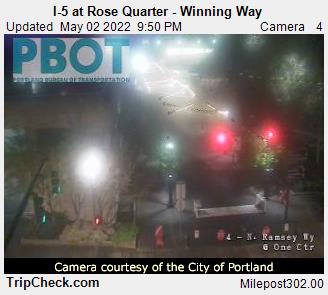 I-5 at Rose Quarter - Winning Way
Updated May 02 2022 9:50 PM Camera 4
PBOT
PORTLAND BUREAU OF TRANSPORTATION
4 - N. Ramsey Wy
@ One Ctr
Camera courtesy of the City of Portland
TripCheck.com Milepost302.00